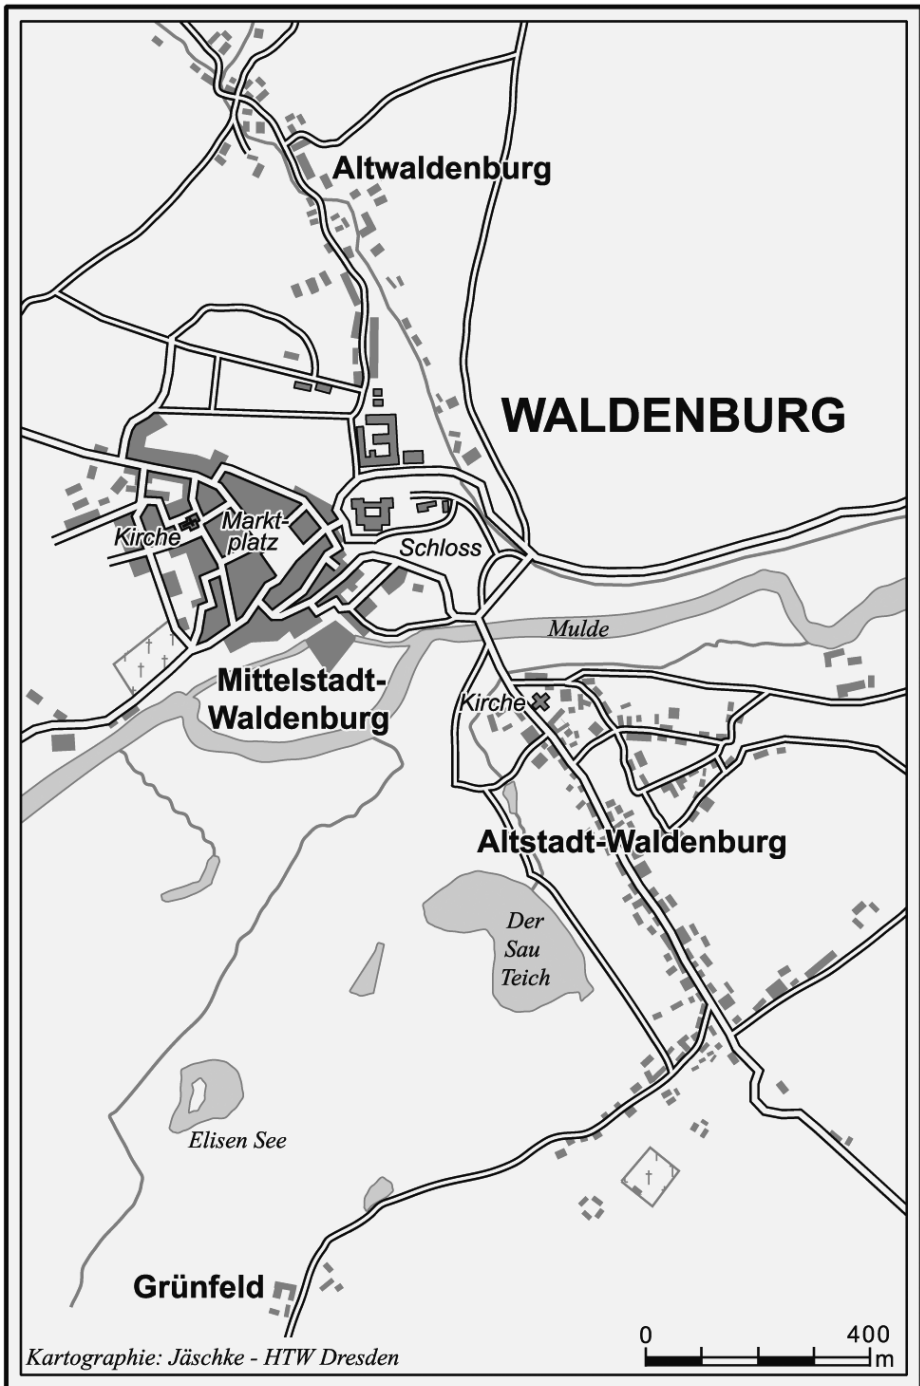 Altwaldenburg
WALDENBURG
Kirche
Markt-
platz
Schloss
Mulde
Mittelstadt-
Waldenburg
Kirche
Altstadt-Waldenburg
Der
Sau
Teich
Elisen See
Grünfeld
0 400
m
Kartographie: Jäschke - HTW Dresden